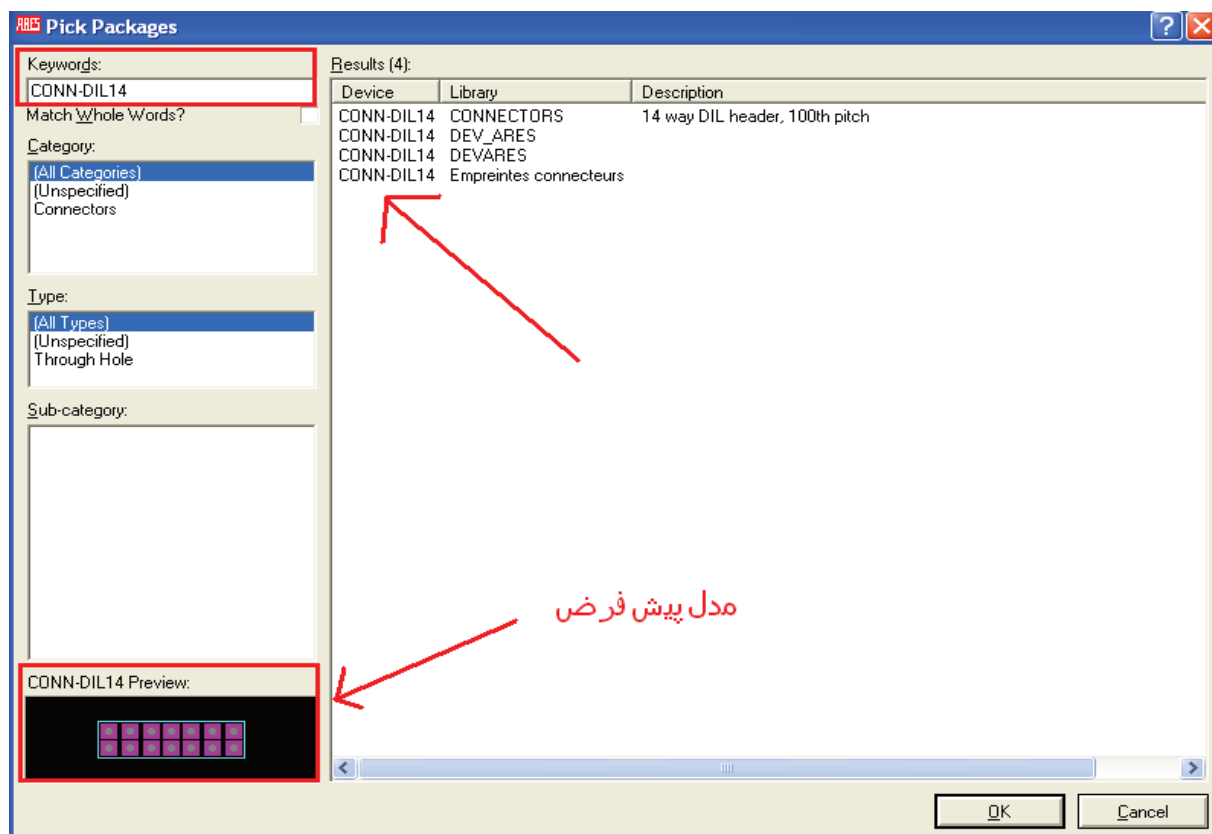 ARES Pick Packages
Keywords:
CONN-DIL14
Match Whole Words?
Category:
(All Categories)
(Unspecified)
Connectors
Type:
(All Types)
(Unspecified)
Through Hole
Sub-category:
CONN-DIL14 Preview:
Results (4):
Device Library Description
CONN-DIL14 CONNECTORS 14 way DIL header, 100th pitch
CONN-DIL14 DEV_ARES
CONN-DIL14 DEVARES
CONN-DIL14 Empreintes connecteurs
مدل پیش فرض
OK Cancel